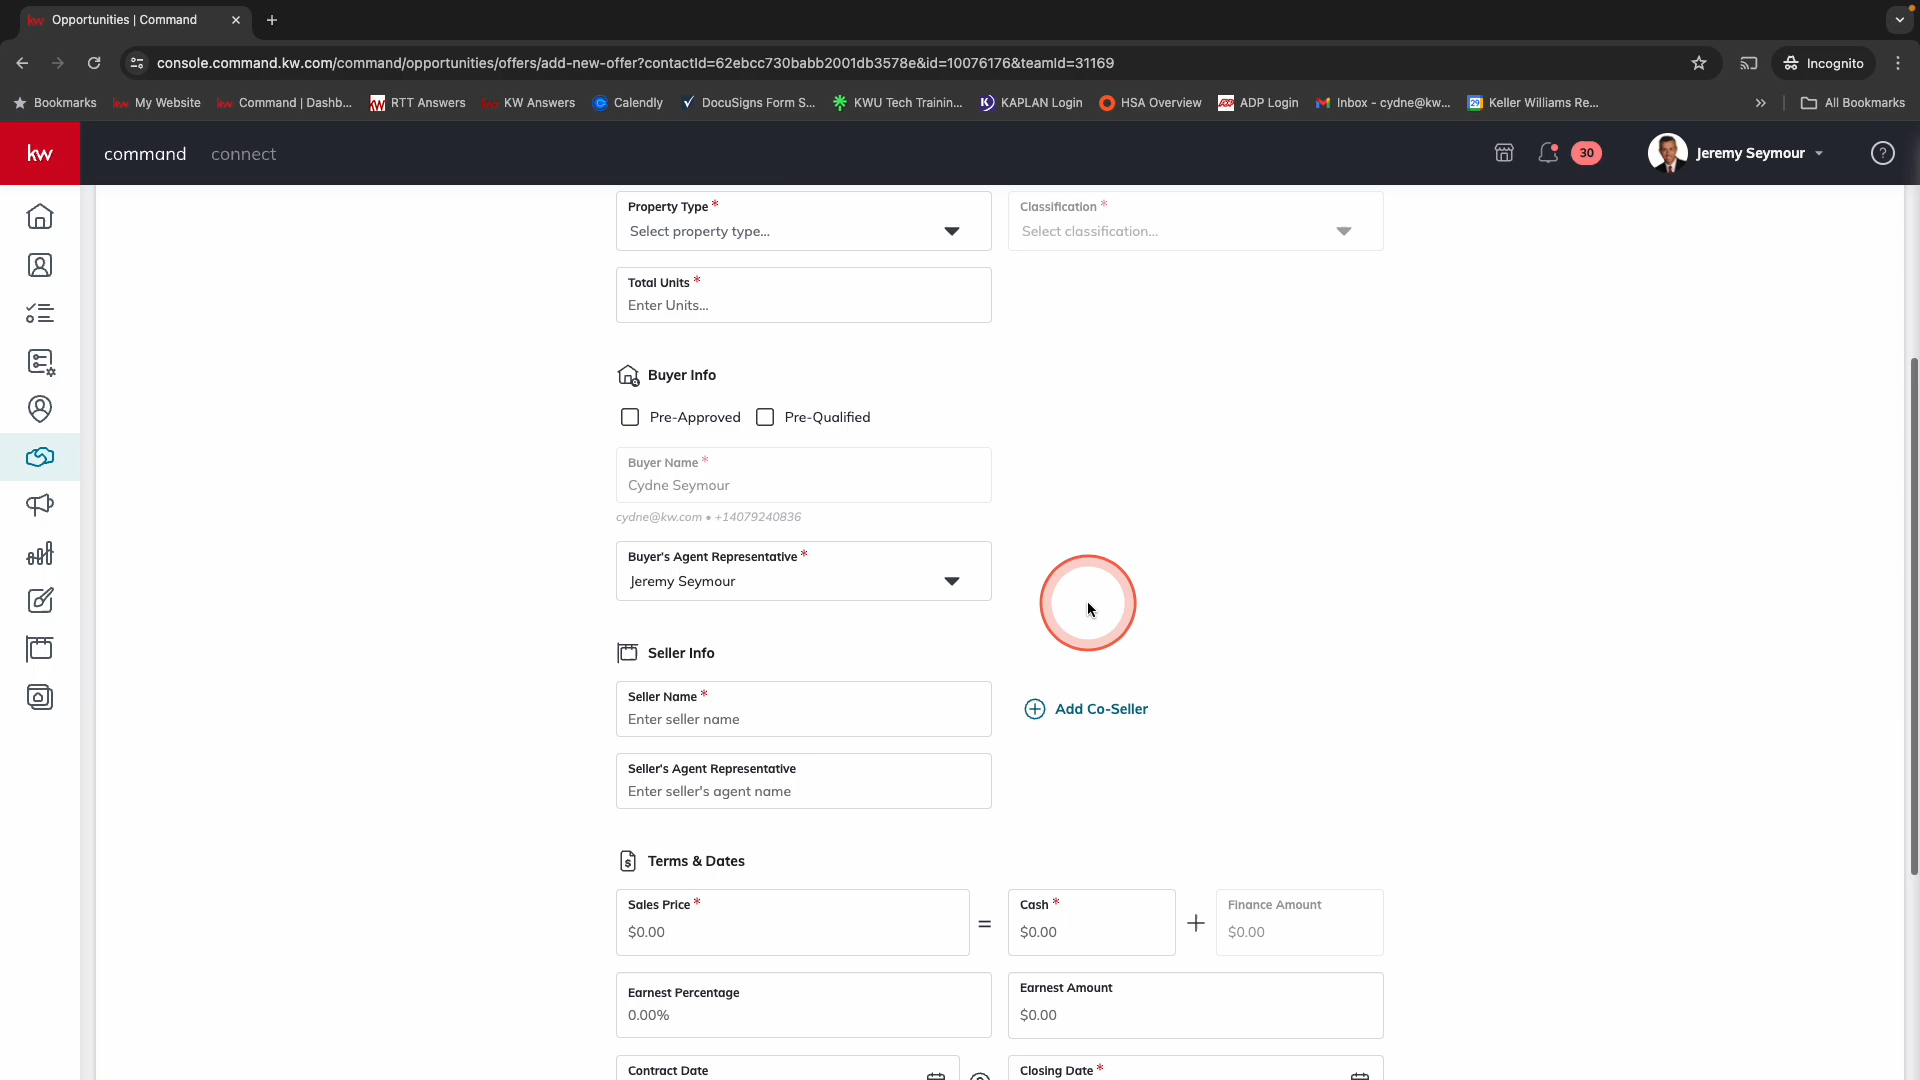 kw Opportunities | Command
console.command.kw.com/command/opportunities/offers/add-new-offer?contactId=62ebcc730babb2001db3578e&id=10076176&teamId=31169
Incognito
Bookmarks
kw My Website
kw Command | Dashb...
KW RTT Answers
kw KW Answers
Calendly
DocuSigns Form S...
KWU Tech Trainin...
KAPLAN Login
HSA Overview
ADP Login
Inbox - cydne@kw...
29 Keller Williams Re...
All Bookmarks
kw
command
connect
30
Jeremy Seymour
Property Type *
Select property type...
Classification *
Select classification...
Total Units *
Enter Units...
Buyer Info
Pre-Approved
Pre-Qualified
Buyer Name *
Cydne Seymour
cydne@kw.com • +14079240836
Buyer's Agent Representative *
Jeremy Seymour
Seller Info
Seller Name *
Enter seller name
Add Co-Seller
Seller's Agent Representative
Enter seller's agent name
Terms & Dates
Sales Price *
$0.00
=
Cash *
$0.00
+
Finance Amount
$0.00
Earnest Percentage
0.00%
Earnest Amount
$0.00
Contract Date
Closing Date *